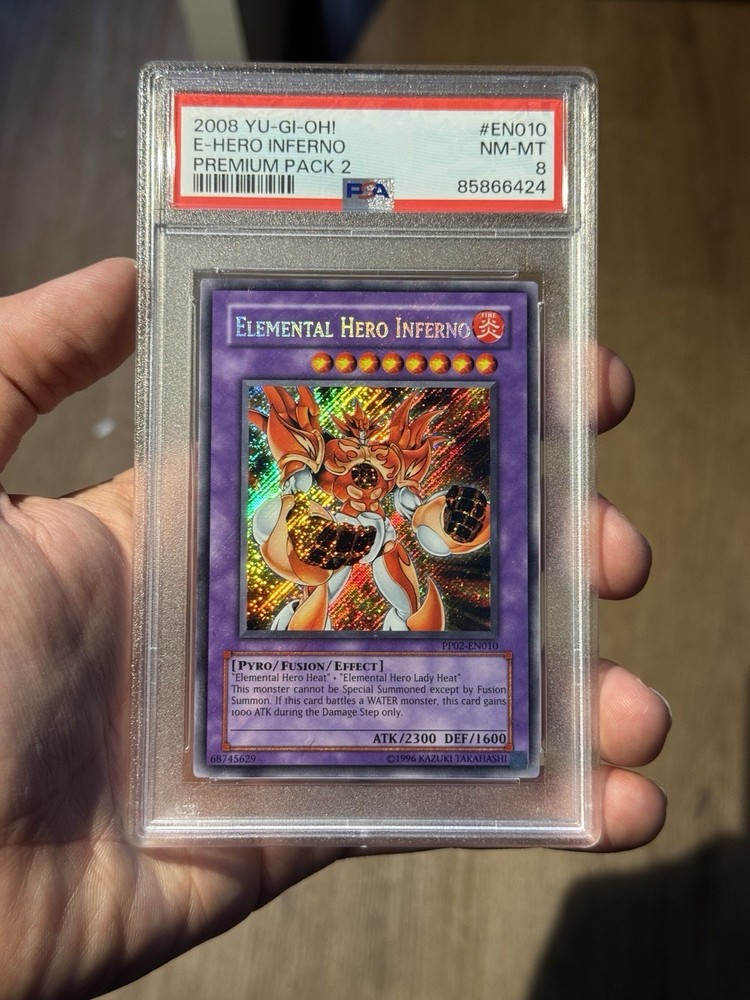 2008 YU-GI-OH! #EN010
E-HERO INFERNO NM-MT
PREMIUM PACK 2 8
PSA 85866424
ELEMENTAL HERO INFERNO
FIRE
炎
PP02-EN010
[PYRO/FUSION/EFFECT]
"Elemental Hero Heat" + "Elemental Hero Lady Heat"
This monster cannot be Special Summoned except by Fusion
Summon. If this card battles a WATER monster, this card gains
1000 ATK during the Damage Step only.
ATK/2300 DEF/1600
68745629 ©1996 KAZUKI TAKAHASHI